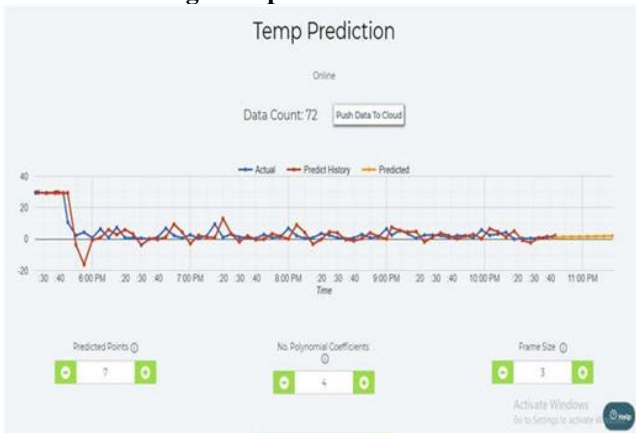 Temp Prediction
Online
Data Count: 72 Push Data To Cloud
Actual Predict History Predicted
40
20
0
-20
:30 :40 6:00 PM :20 :30 :40 7:00 PM :20 :30 :40 8:00 PM :20 :30 :40 9:00 PM :20 :30 :40 10:00 PM :20 :30 :40 11:00 PM
Time
Predicted Points No. Polynomial Coefficients Frame Size
7 4 3
Activate Windows
Go to Settings to activate
Help